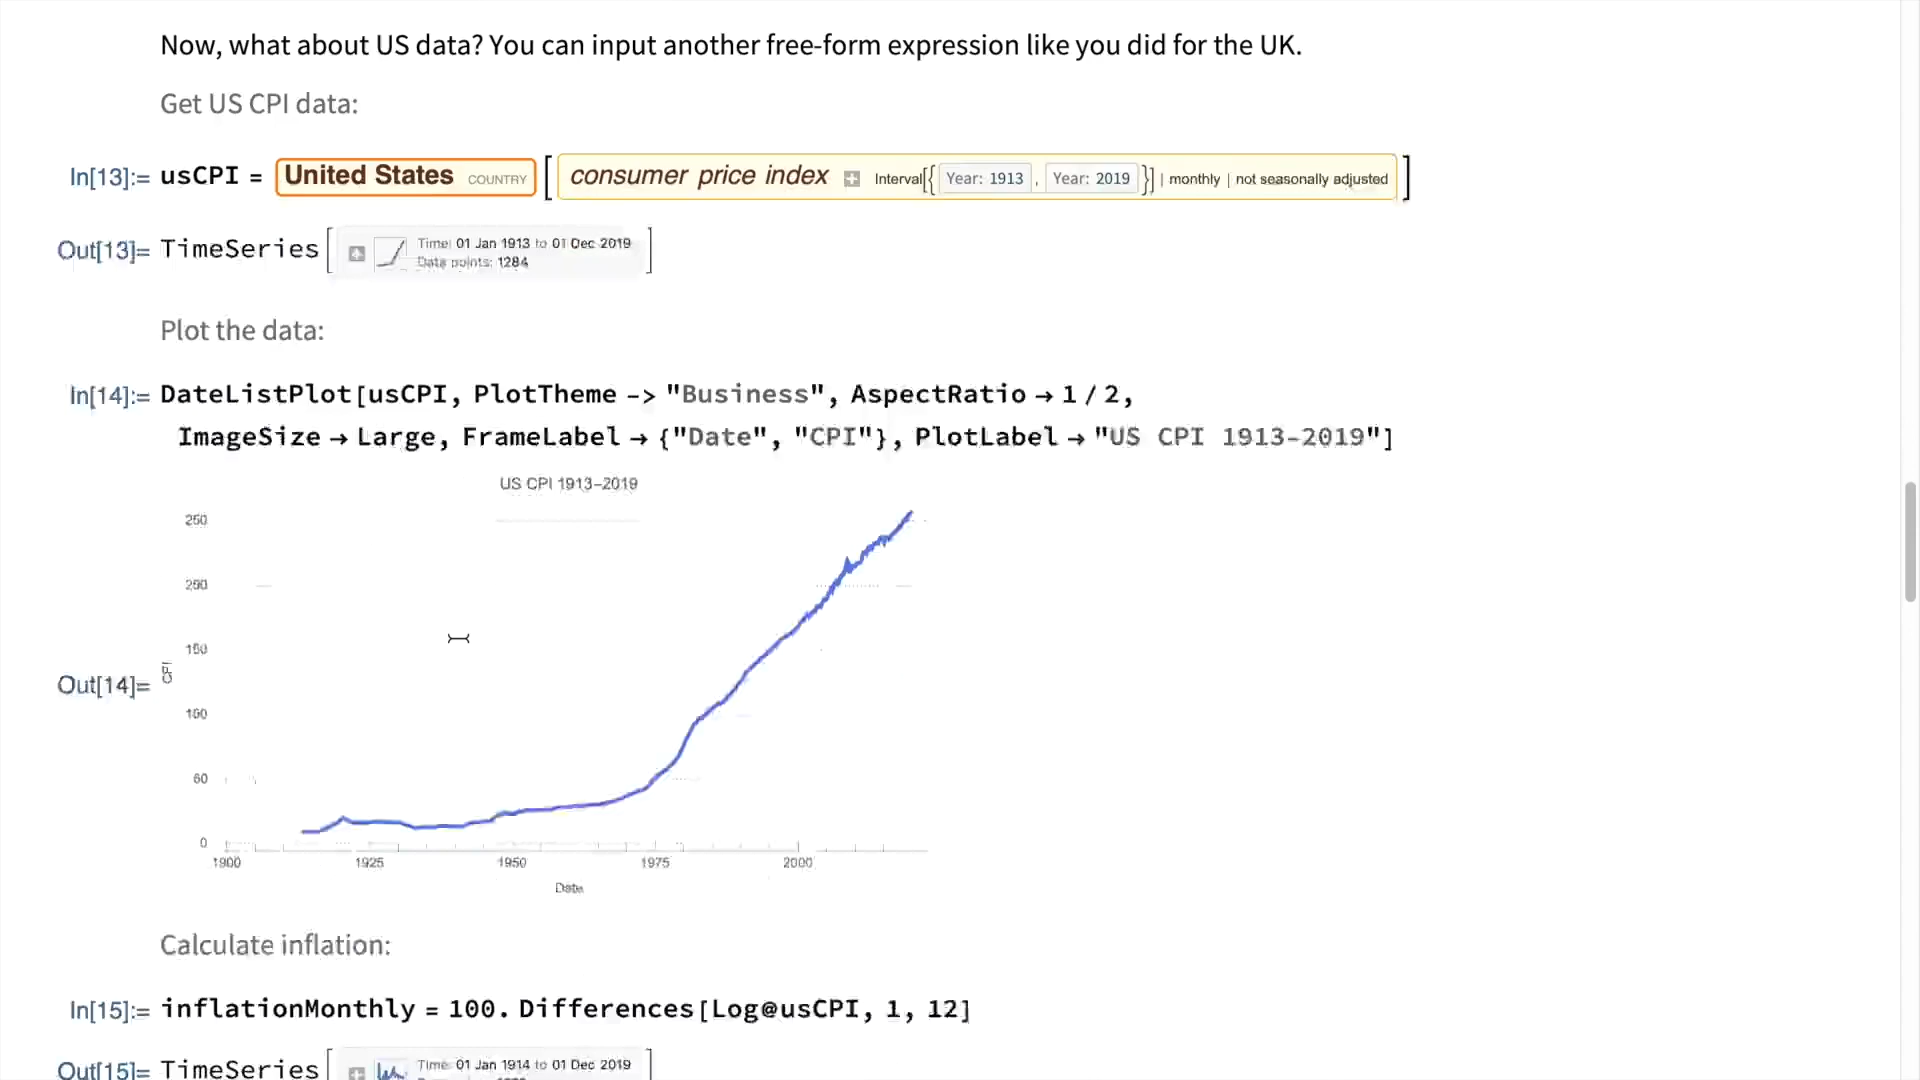 Now, what about US data? You can input another free-form expression like you did for the UK.
Get US CPI data:
In[13]:= usCPI = United States COUNTRY [ consumer price index Interval[{ Year: 1913 , Year: 2019 }] | monthly | not seasonally adjusted ]
Out[13]= TimeSeries[ Time: 01 Jan 1913 to 01 Dec 2019
Data points: 1284 ]
Plot the data:
In[14]:= DateListPlot[usCPI, PlotTheme -> "Business", AspectRatio → 1 / 2,
ImageSize → Large, FrameLabel → {"Date", "CPI"}, PlotLabel → "US CPI 1913–2019"]
US CPI 1913–2019
250
200
150
Out[14]= CPI
100
50
0
1900 1925 1950 1975 2000
Date
Calculate inflation:
In[15]:= inflationMonthly = 100. Differences[Log@usCPI, 1, 12]
Out[15]= TimeSeries[ Time: 01 Jan 1914 to 01 Dec 2019